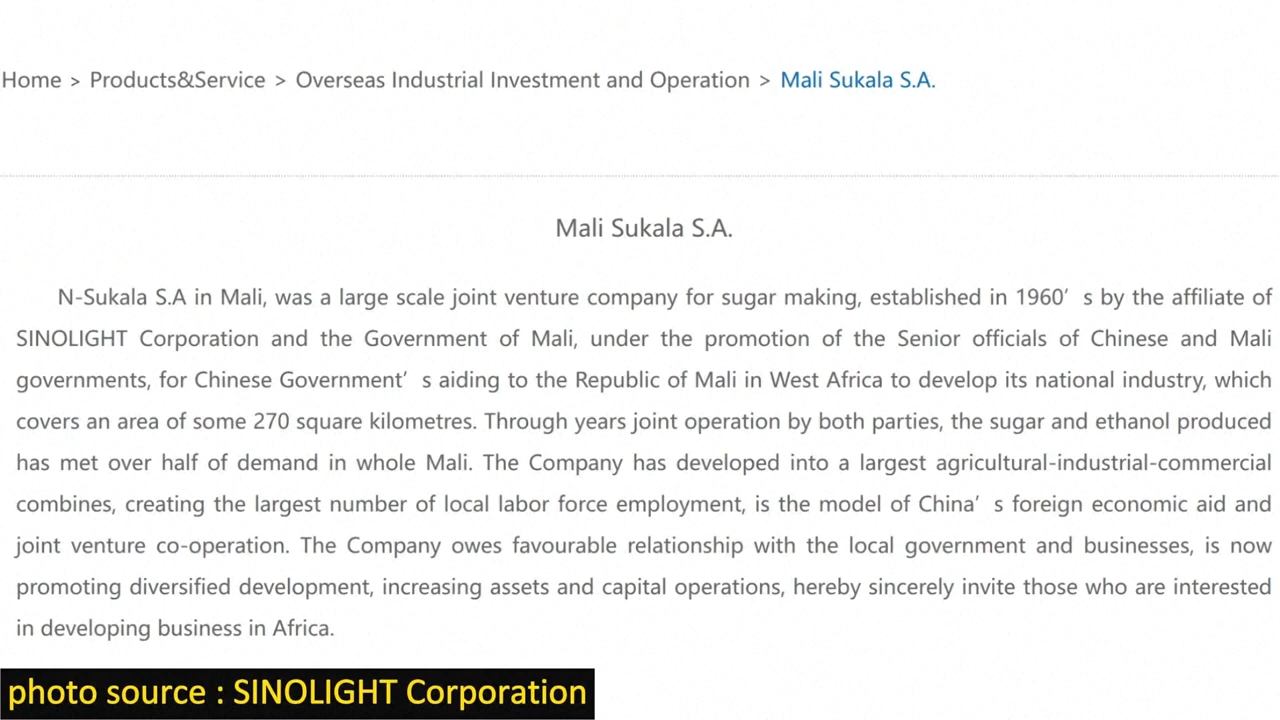 Home > Products&Service > Overseas Industrial Investment and Operation > Mali Sukala S.A.
Mali Sukala S.A.
N-Sukala S.A in Mali, was a large scale joint venture company for sugar making, established in 1960′ s by the affiliate of
SINOLIGHT Corporation and the Government of Mali, under the promotion of the Senior officials of Chinese and Mali
governments, for Chinese Government′ s aiding to the Republic of Mali in West Africa to develop its national industry, which
covers an area of some 270 square kilometres. Through years joint operation by both parties, the sugar and ethanol produced
has met over half of demand in whole Mali. The Company has developed into a largest agricultural-industrial-commercial
combines, creating the largest number of local labor force employment, is the model of China′ s foreign economic aid and
joint venture co-operation. The Company owes favourable relationship with the local government and businesses, is now
promoting diversified development, increasing assets and capital operations, hereby sincerely invite those who are interested
in developing business in Africa.
photo source : SINOLIGHT Corporation